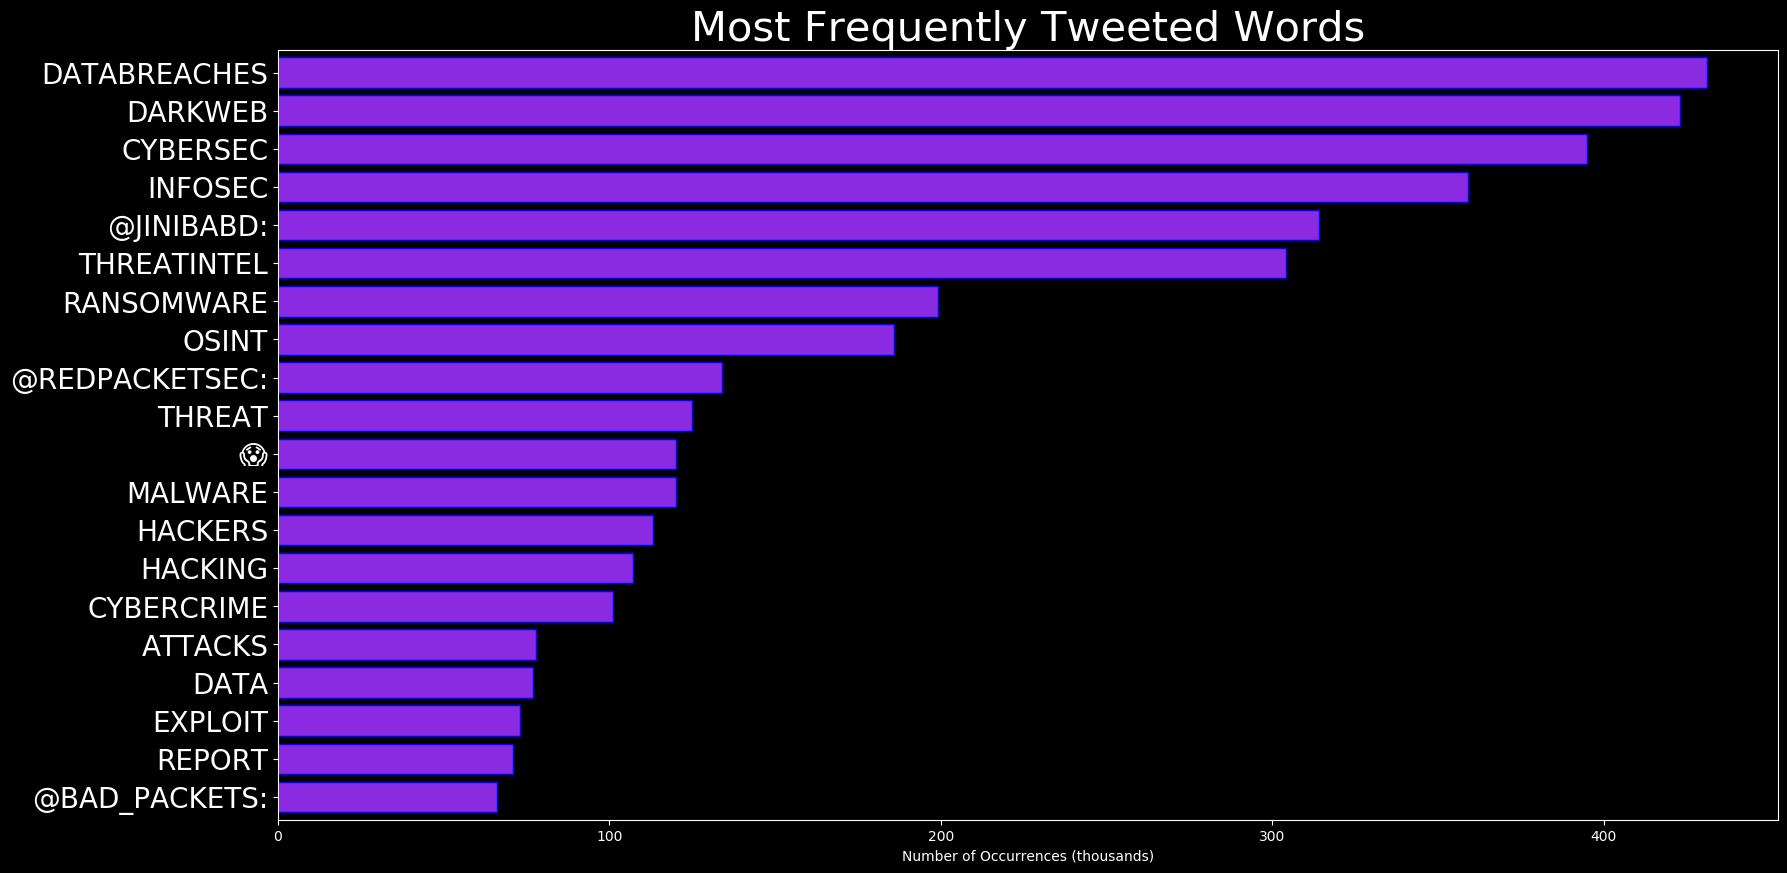 Most Frequently Tweeted Words
DATABREACHES
DARKWEB
CYBERSEC
INFOSEC
@JINIBABD:
THREATINTEL
RANSOMWARE
OSINT
@REDPACKETSEC:
THREAT
😱
MALWARE
HACKERS
HACKING
CYBERCRIME
ATTACKS
DATA
EXPLOIT
REPORT
@BAD_PACKETS:
0 100 200 300 400
Number of Occurrences (thousands)